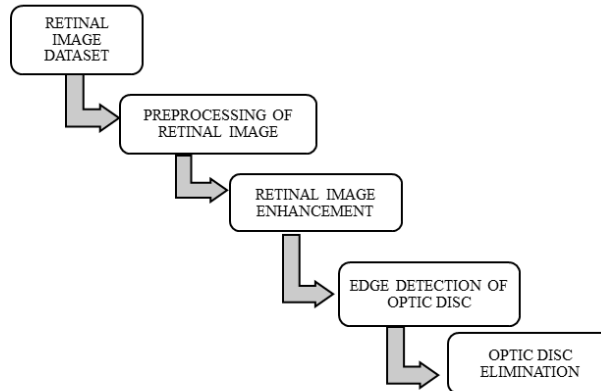 RETINAL
IMAGE
DATASET
PREPROCESSING OF
RETINAL IMAGE
RETINAL IMAGE
ENHANCEMENT
EDGE DETECTION OF
OPTIC DISC
OPTIC DISC
ELIMINATION